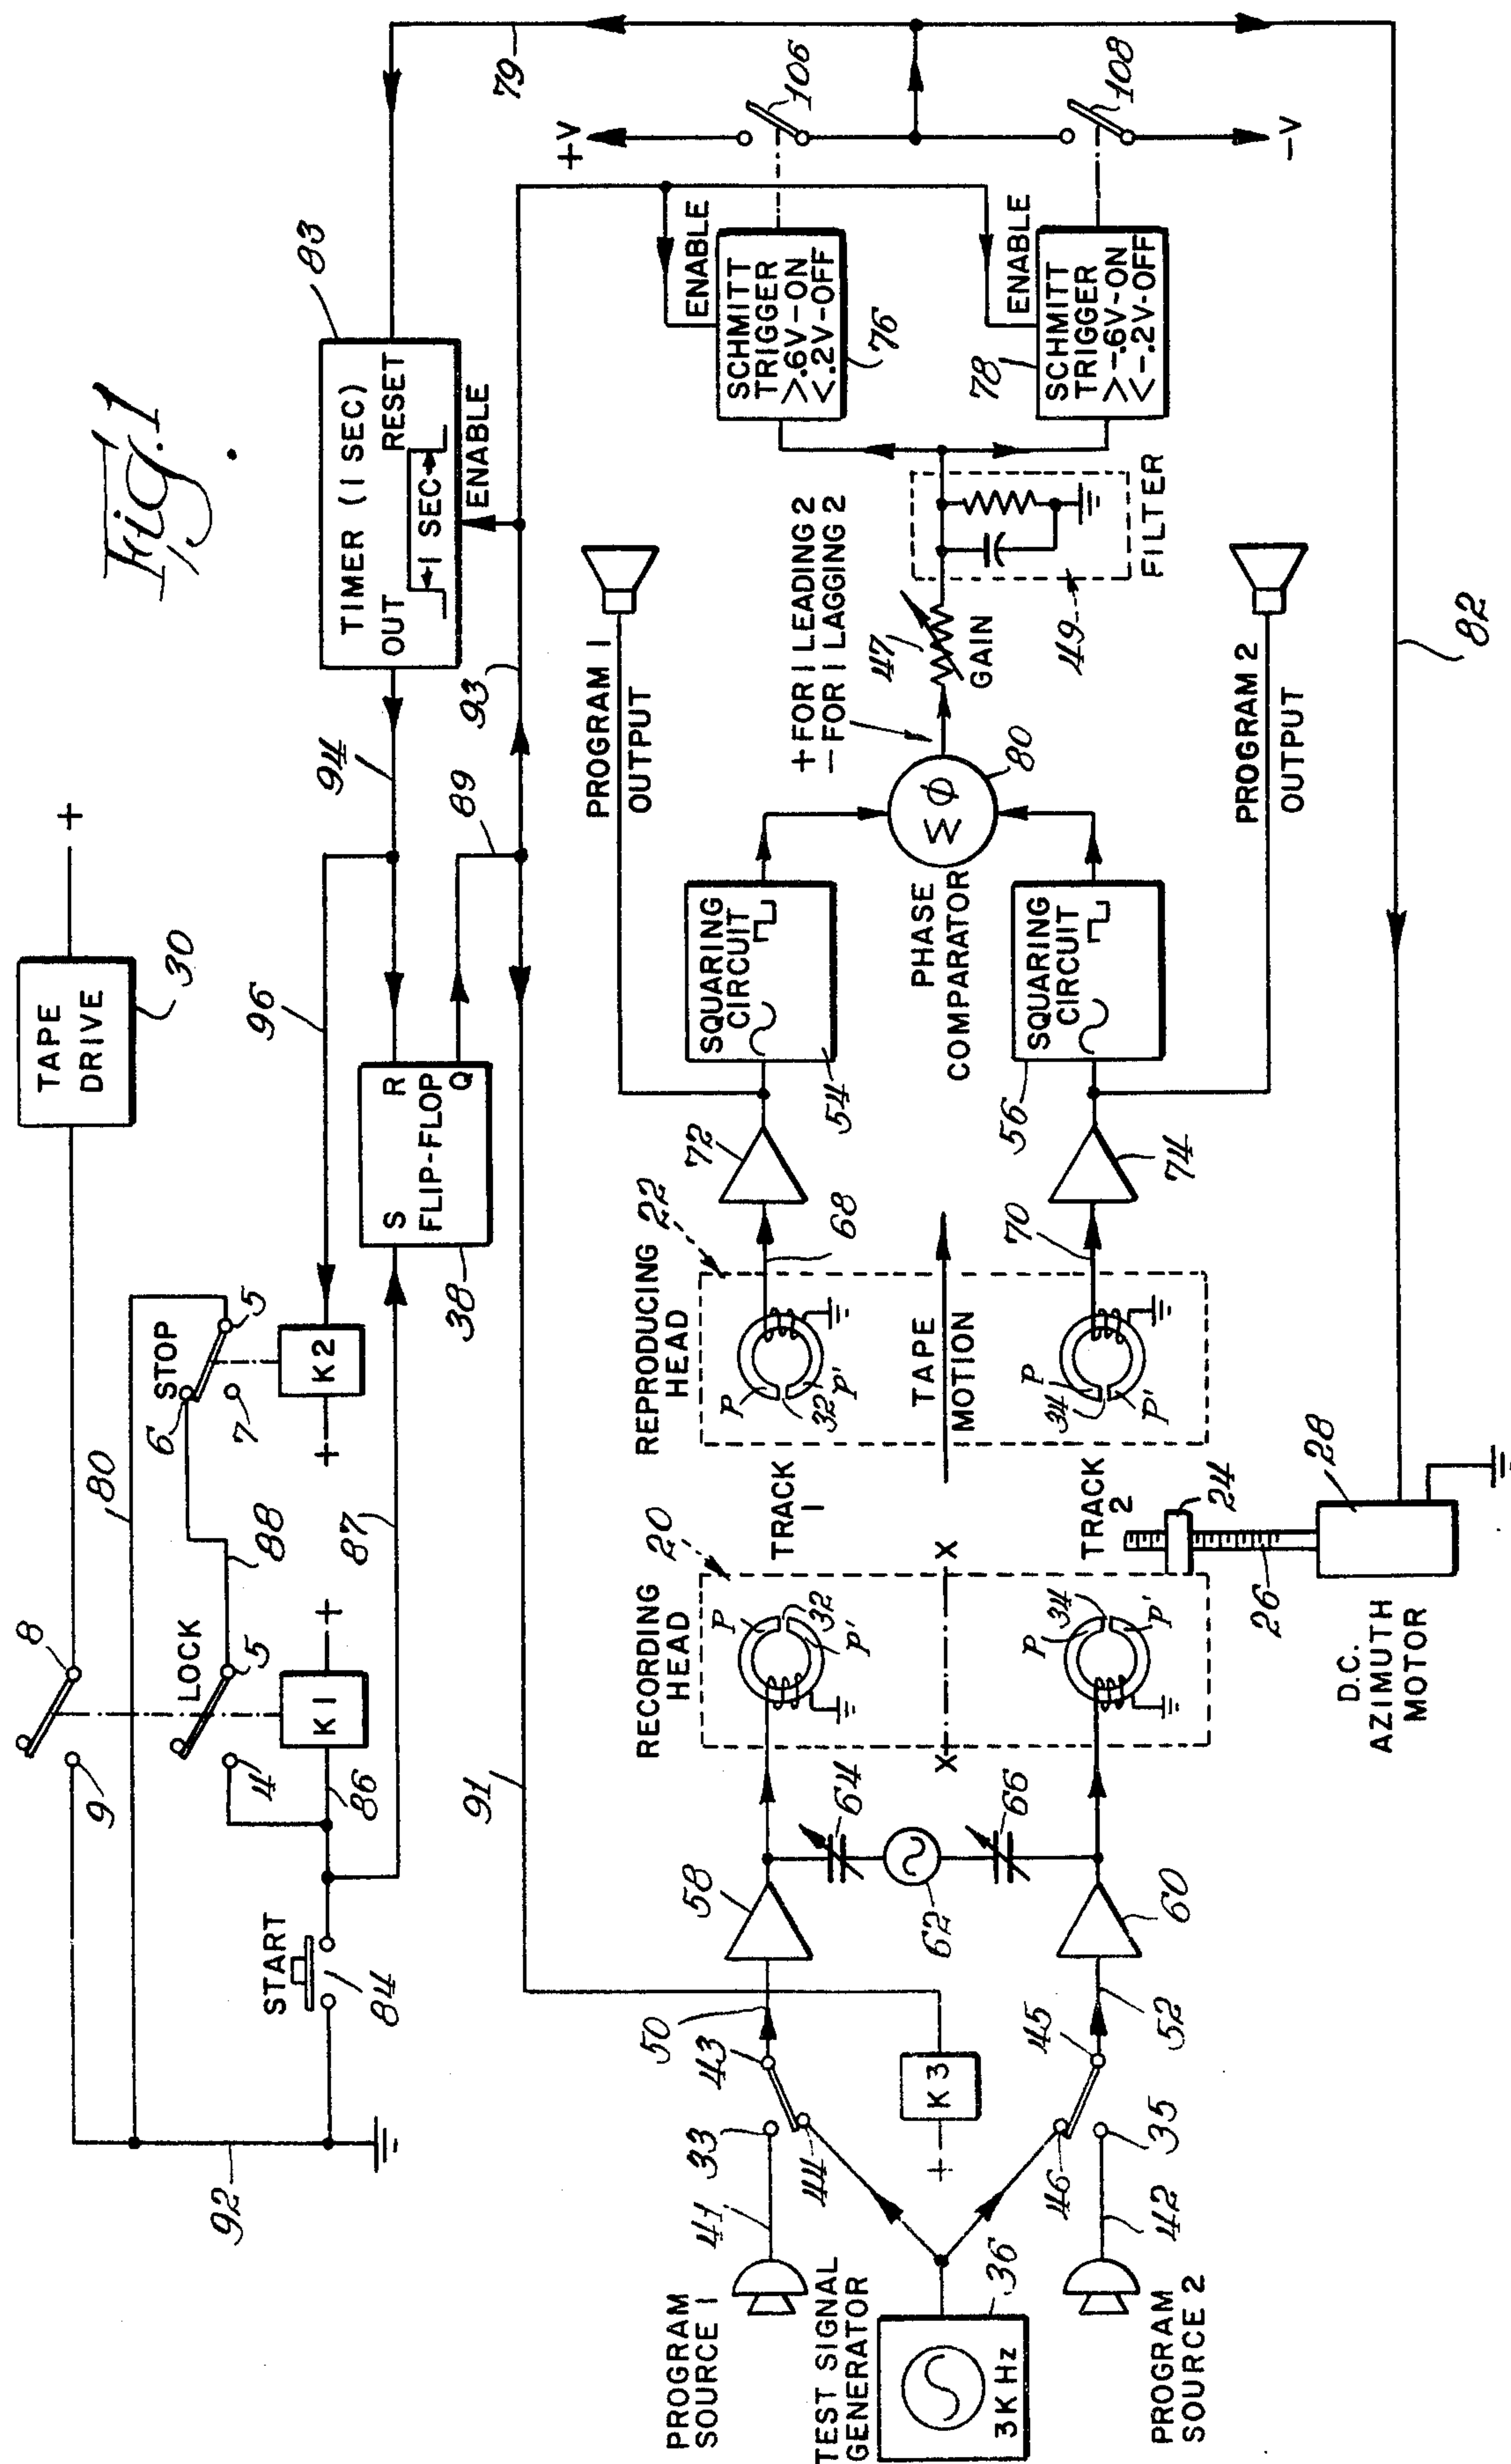 Fig. 1
TAPE
DRIVE
+
30
8
9
80
STOP
6
5
7
K2
+
96
94
TIMER (1 SEC)
OUT
RESET
1 SEC
ENABLE
83
79
LOCK
5
4
K1
+
88
86
87
S
R
FLIP-FLOP
Q
38
89
93
91
92
START
84
+V
106
108
-V
ENABLE
SCHMITT
TRIGGER
>.6V-ON
<.2V-OFF
76
ENABLE
SCHMITT
TRIGGER
>-.6V-ON
<-.2V-OFF
78
PROGRAM 1
OUTPUT
+ FOR 1 LEADING 2
- FOR 1 LAGGING 2
47
GAIN
49
FILTER
PROGRAM 2
OUTPUT
82
SQUARING
CIRCUIT
54
PHASE
COMPARATOR
Σ Φ
80
SQUARING
CIRCUIT
56
72
74
68
70
REPRODUCING
HEAD
22
P
32
P'
TAPE
MOTION
P
34
P'
TRACK
1
TRACK
2
RECORDING
HEAD
20
P
32
P'
X
X
P
34
P'
24
26
28
D.C.
AZIMUTH
MOTOR
58
64
62
66
60
50
43
33
44
41
K3
+
45
52
46
35
42
PROGRAM
SOURCE 1
TEST SIGNAL
GENERATOR
36
3K Hz
PROGRAM
SOURCE 2